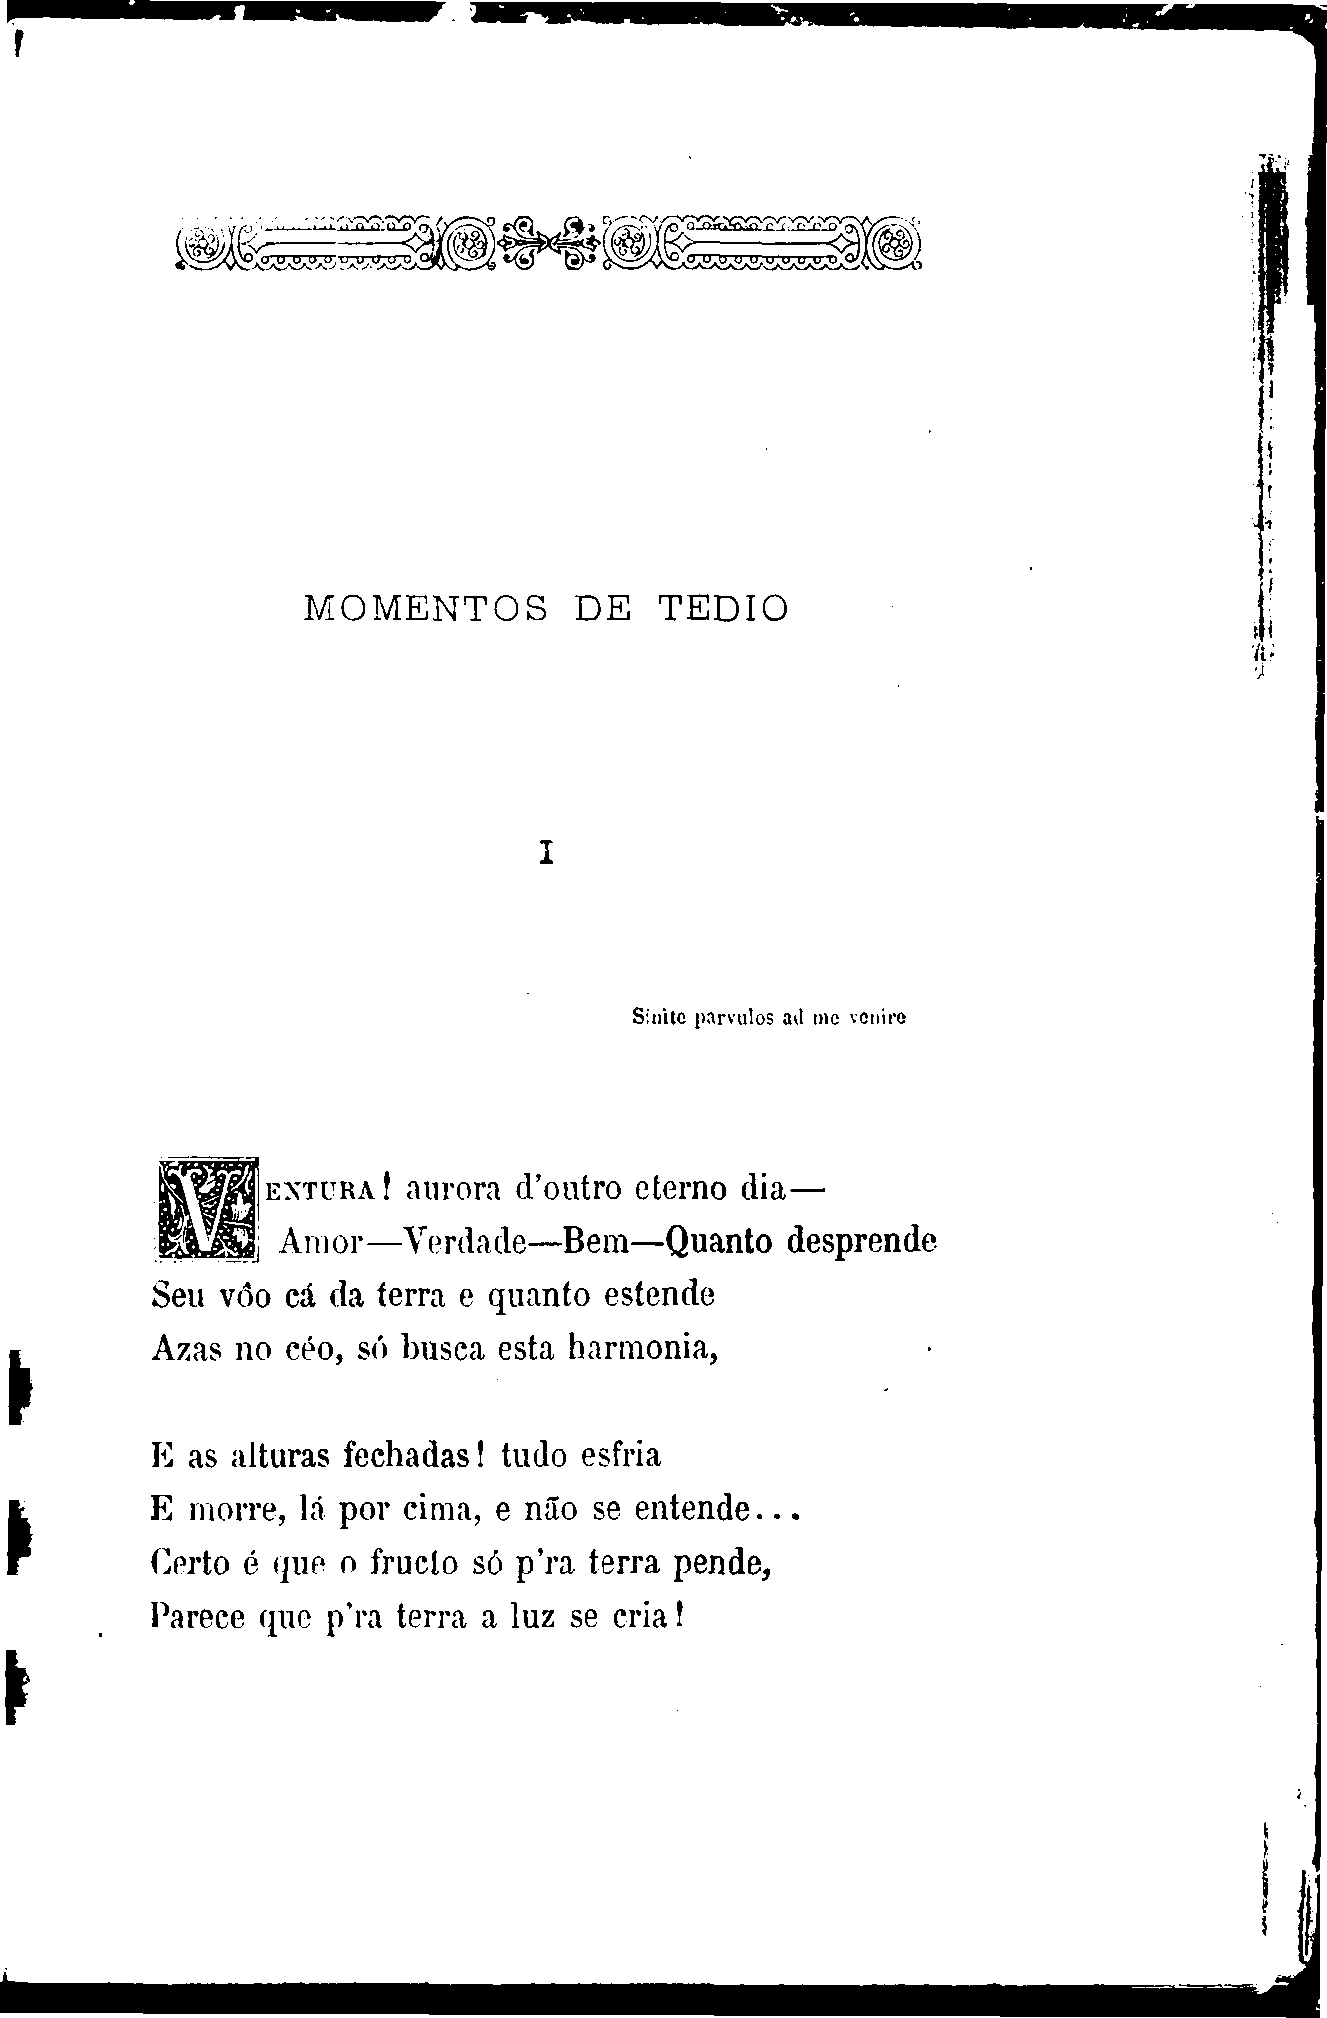 MOMENTOS DE TEDIO
I
Sinite parvulos ad me venire
VENTURA! aurora d'outro eterno dia—
Amor—Verdade—Bem—Quanto desprende
Seu vôo cá da terra e quanto estende
Azas no céo, só busca esta harmonia,
E as alturas fechadas! tudo esfria
E morre, lá por cima, e não se entende...
Certo é que o fructo só p'ra terra pende,
Parece que p'ra terra a luz se cria!